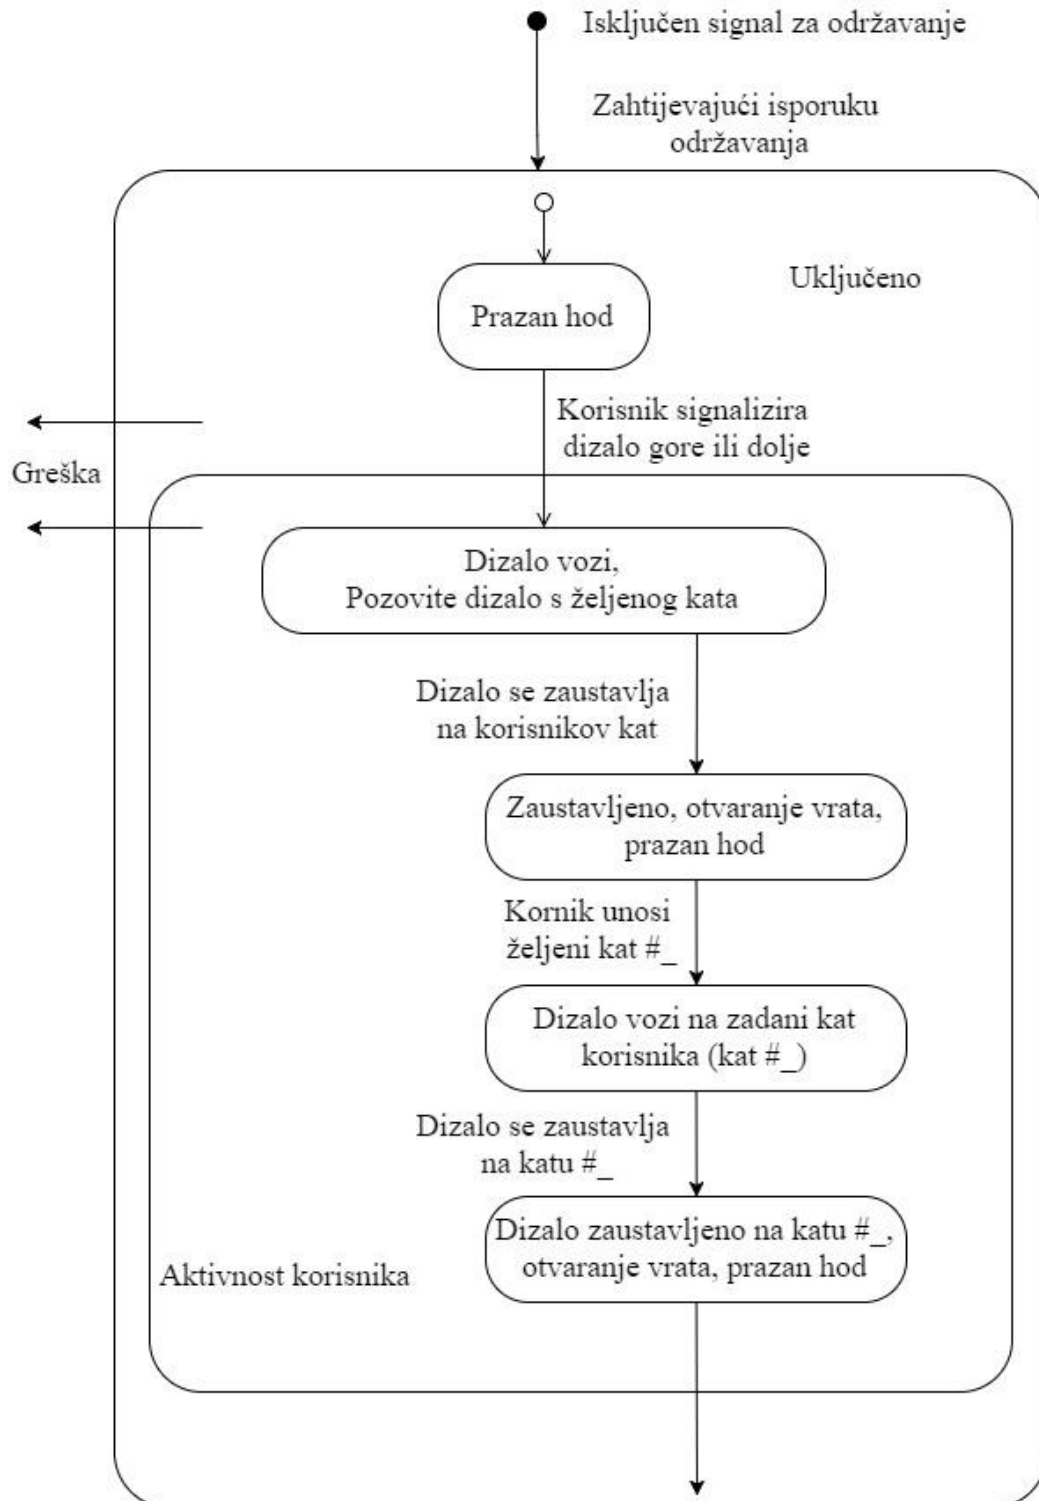 Isključen signal za održavanje
Zahtijevajući isporuku
održavanja
Uključeno
Prazan hod
Korisnik signalizira
dizalo gore ili dolje
Greška
Dizalo vozi,
Pozovite dizalo s željenog kata
Dizalo se zaustavlja
na korisnikov kat
Zaustavljeno, otvaranje vrata,
prazan hod
Kornik unosi
željeni kat #_
Dizalo vozi na zadani kat
korisnika (kat #_)
Dizalo se zaustavlja
na katu #_
Dizalo zaustavljeno na katu #_,
otvaranje vrata, prazan hod
Aktivnost korisnika